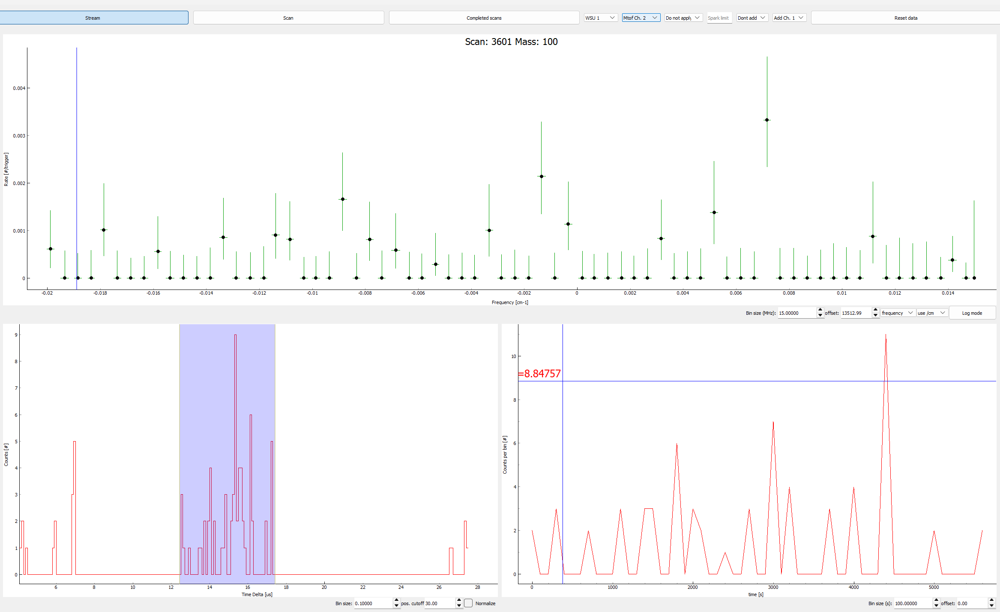 Stream Scan Completed scans WSU 1 Mtof Ch. 2 Do not apply Spark limit Dont add Add Ch. 1 Reset data
Scan: 3601 Mass: 100
Rate [#/trigger]
0.004
0.003
0.002
0.001
0
-0.02 -0.018 -0.016 -0.014 -0.012 -0.01 -0.008 -0.006 -0.004 -0.002 0 0.002 0.004 0.006 0.008 0.01 0.012 0.014
Frequency [cm-1]
Bin size (MHz): 15.00000 offset: 13512.99 frequency use /cm Log mode
Counts [#]
9
8
7
6
5
4
3
2
1
0
6 8 10 12 14 16 18 20 22 24 26 28
Time Delta [us]
Bin size: 0.10000 pos. cutoff 30.00 Normalize
Counts per bin [#]
10
=8.84757
8
6
4
2
0
0 1000 2000 3000 4000 5000
time [s]
Bin size (s): 100.00000 offset: 0.00